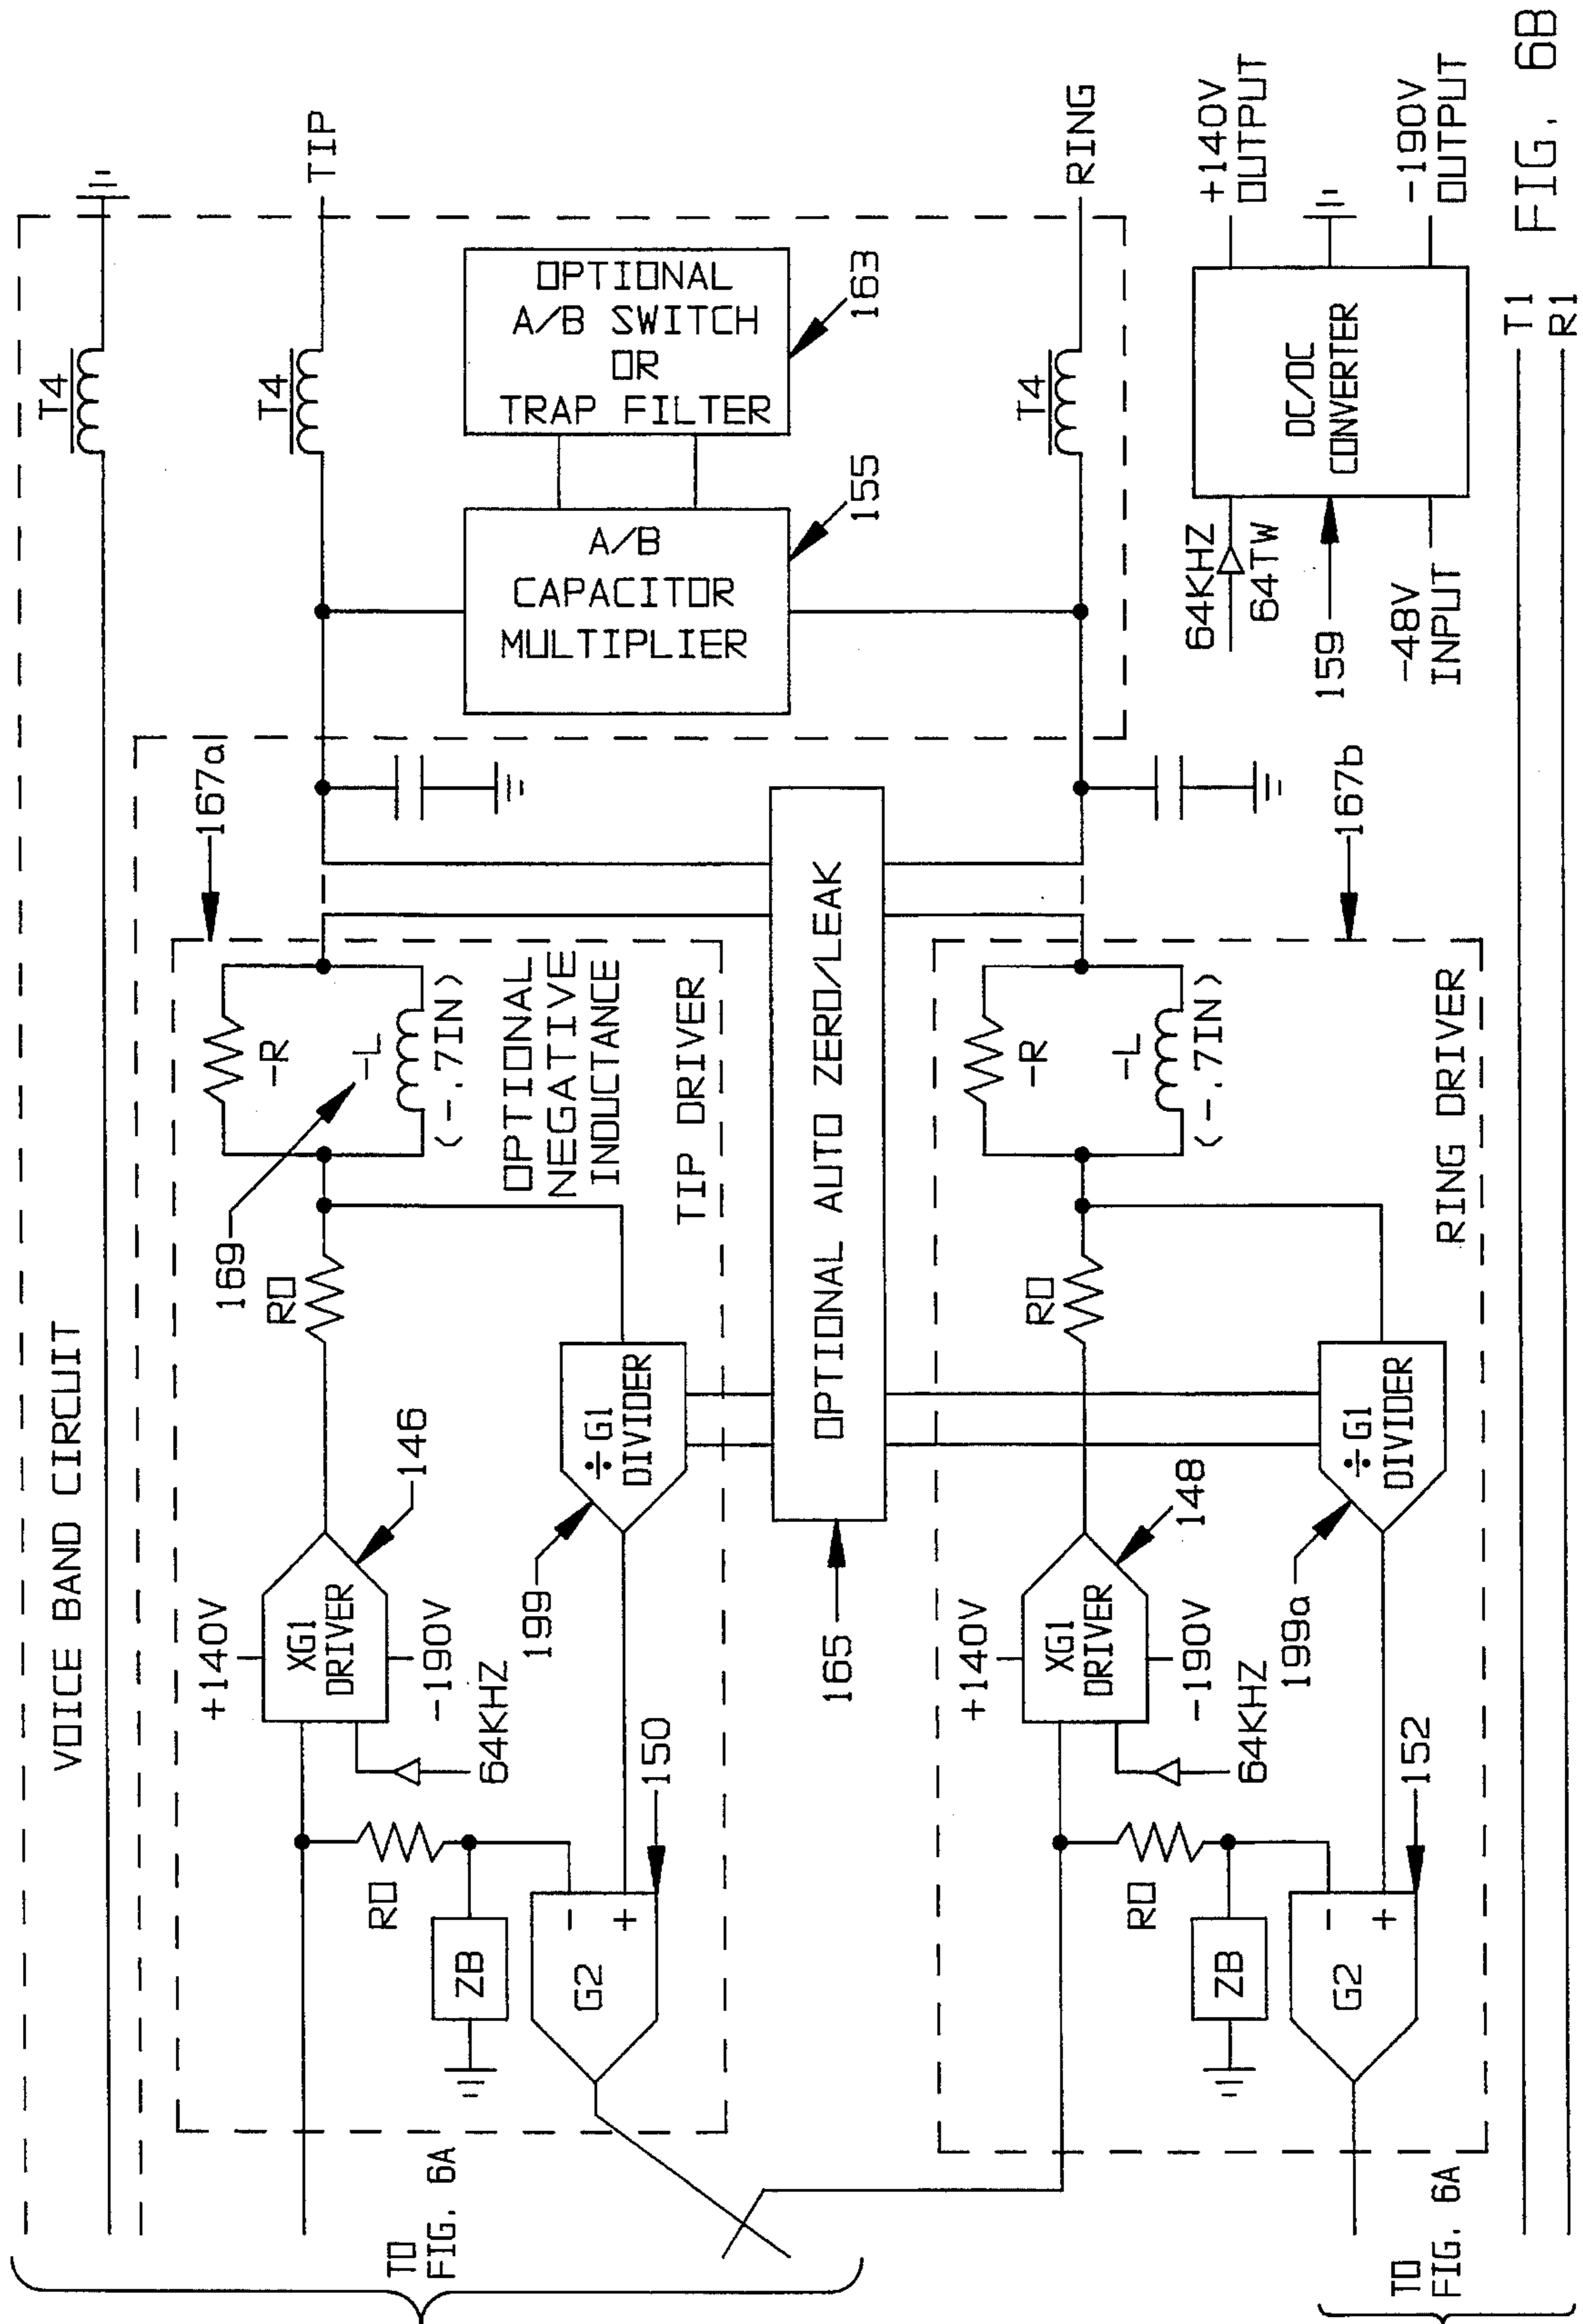 VOICE BAND CIRCUIT
T4
T4
TIP
167a
169
-R
-L
(-.7IN)
OPTIONAL
NEGATIVE
INDUCTANCE
TIP DRIVER
RO
+140V
XG1
DRIVER
-190V
64KHZ
146
÷G1
DIVIDER
199
RO
ZB
G2
-
+
150
TO
FIG. 6A
OPTIONAL
A/B SWITCH
OR
TRAP FILTER
163
A/B
CAPACITOR
MULTIPLIER
155
OPTIONAL AUTO ZERO/LEAK
165
T4
RING
167b
-R
-L
(-.7IN)
RING DRIVER
RO
+140V
XG1
DRIVER
-190V
64KHZ
148
÷G1
DIVIDER
199a
RO
ZB
G2
-
+
152
TO
FIG. 6A
64KHZ
64TW
159
-48V
INPUT
DC/DC
CONVERTER
+140V
OUTPUT
-190V
OUTPUT
T1
R1
FIG. 6B